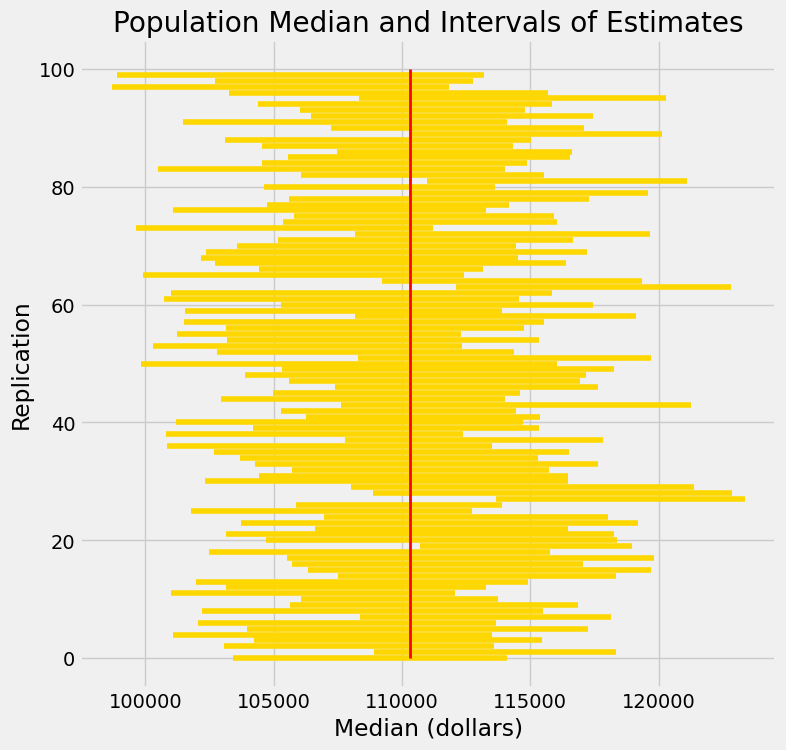 Population Median and Intervals of Estimates
100
80
60
40
20
0
Replication
100000 105000 110000 115000 120000
Median (dollars)